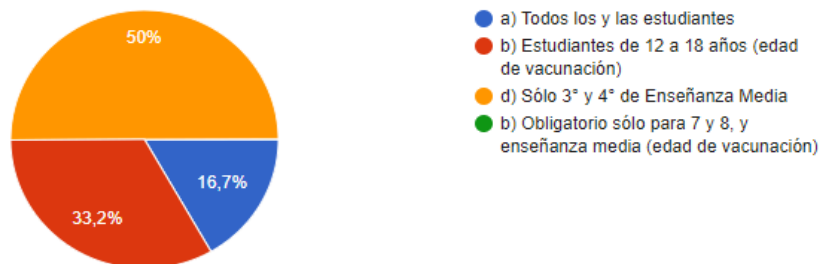 50%
16,7%
33,2%
a) Todos los y las estudiantes
b) Estudiantes de 12 a 18 años (edad
de vacunación)
d) Sólo 3° y 4° de Enseñanza Media
b) Obligatorio sólo para 7 y 8, y
enseñanza media (edad de vacunación)